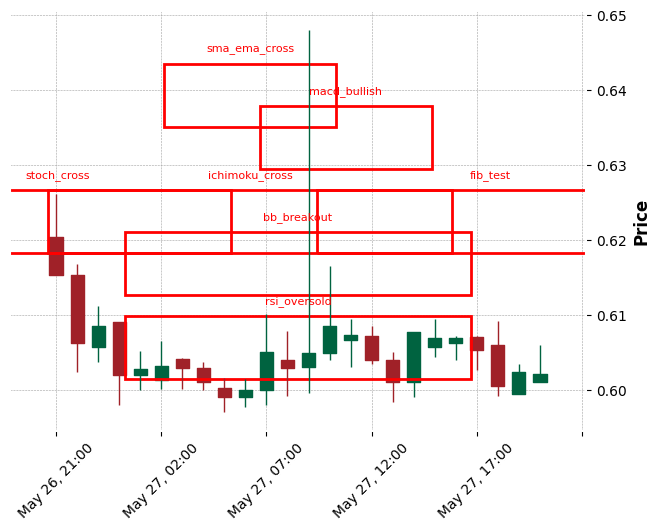 0.65
sma_ema_cross
0.64
macd_bullish
0.63
stoch_cross
ichimoku_cross
fib_test
bb_breakout
0.62
Price
rsi_oversold
0.61
0.60
May 26, 21:00
May 27, 02:00
May 27, 07:00
May 27, 12:00
May 27, 17:00